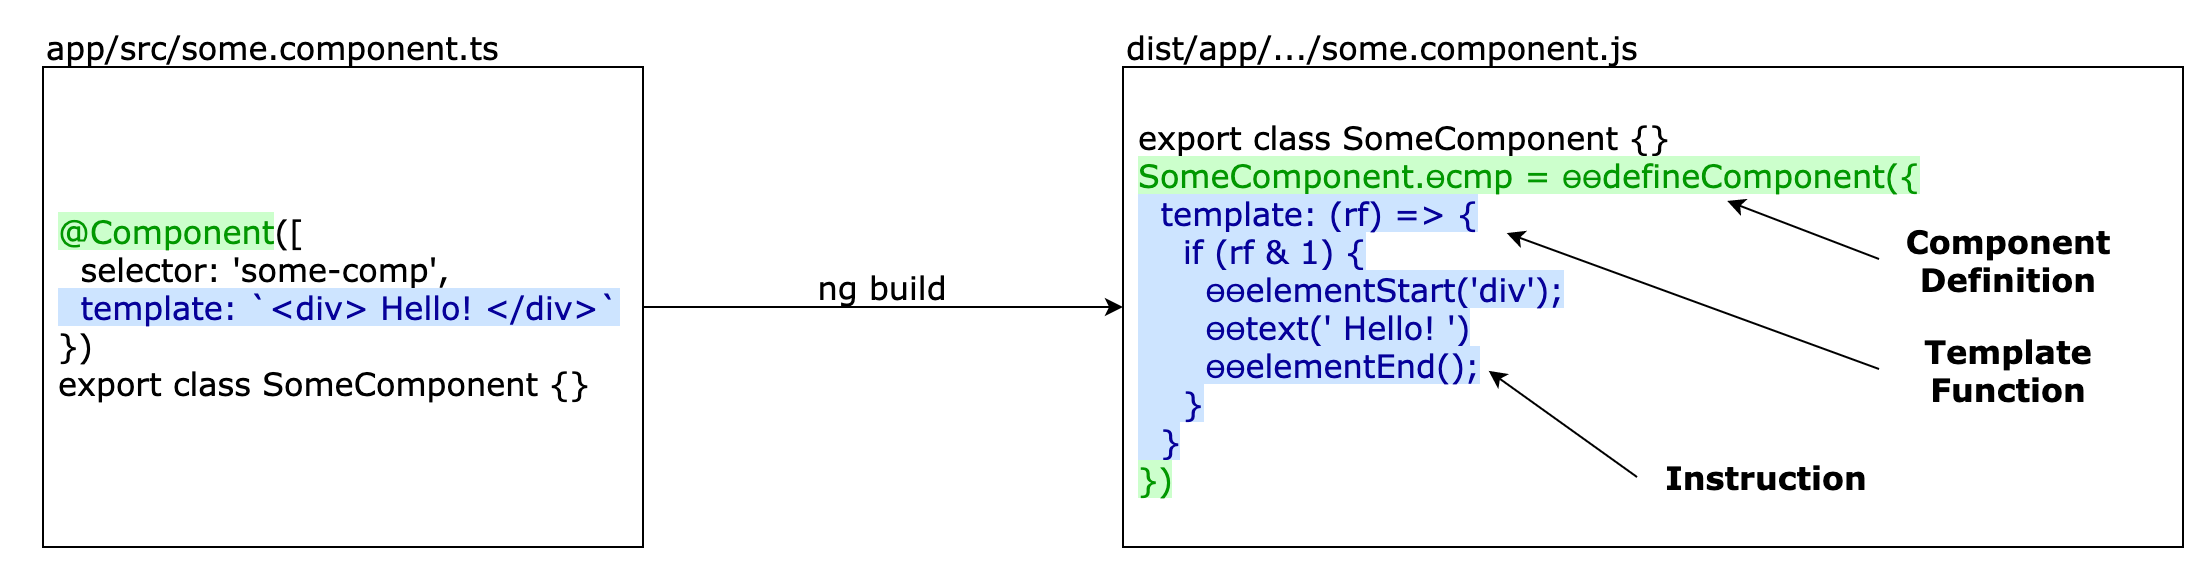 app/src/some.component.ts
@Component([
  selector: 'some-comp',
  template: `<div> Hello! </div>`
})
export class SomeComponent {}
ng build
dist/app/.../some.component.js
export class SomeComponent {}
SomeComponent.ɵcmp = ɵɵdefineComponent({
  template: (rf) => {
    if (rf & 1) {
      ɵɵelementStart('div');
      ɵɵtext(' Hello! ')
      ɵɵelementEnd();
    }
  }
})
Component
Definition
Template
Function
Instruction